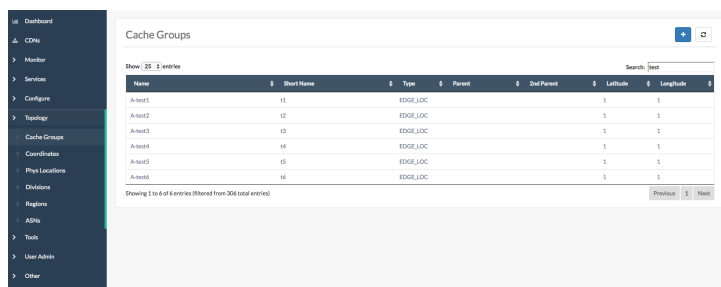 Dashboard
CDNs
Monitor
Services
Configure
Topology
Cache Groups
Coordinates
Phys Locations
Divisions
Regions
ASNs
Tools
User Admin
Other
Cache Groups
Show 25 entries
Search: test
Name Short Name Type Parent 2nd Parent Latitude Longitude
A-test1 t1 EDGE_LOC 1 1
A-test2 t2 EDGE_LOC 1 1
A-test3 t3 EDGE_LOC 1 1
A-test4 t4 EDGE_LOC 1 1
A-test5 t5 EDGE_LOC 1 1
A-test6 t6 EDGE_LOC 1 1
Showing 1 to 6 of 6 entries (filtered from 306 total entries)
Previous 1 Next